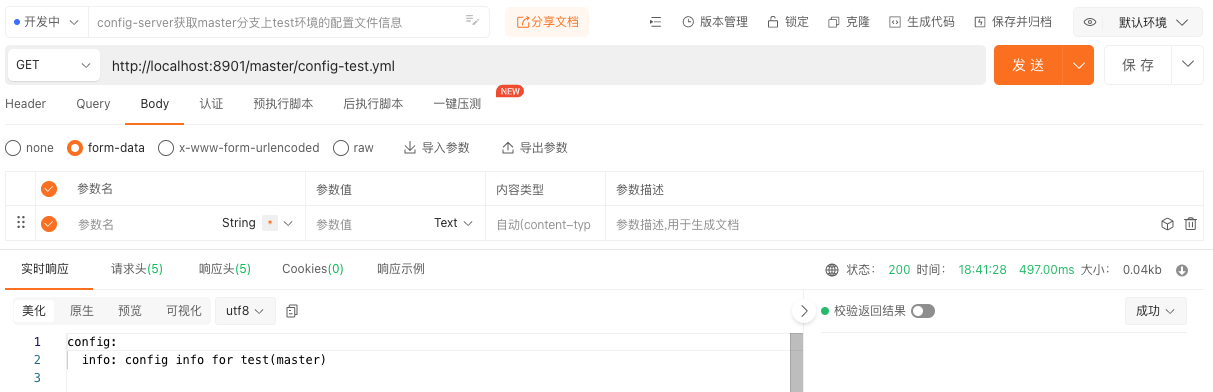 开发中 config-server获取master分支上test环境的配置文件信息 分享文档 版本管理 锁定 克隆 生成代码 保存并归档 默认环境
GET http://localhost:8901/master/config-test.yml 发 送 保 存
Header Query Body 认证 预执行脚本 后执行脚本 一键压测 NEW
none form-data x-www-form-urlencoded raw 导入参数 导出参数
参数名 参数值 内容类型 参数描述
参数名 String * 参数值 Text 自动(content-typ 参数描述,用于生成文档
实时响应 请求头(5) 响应头(5) Cookies(0) 响应示例 状态: 200 时间: 18:41:28 497.00ms 大小: 0.04kb
美化 原生 预览 可视化 utf8 校验返回结果 成功
1 config:
2 info: config info for test(master)
3